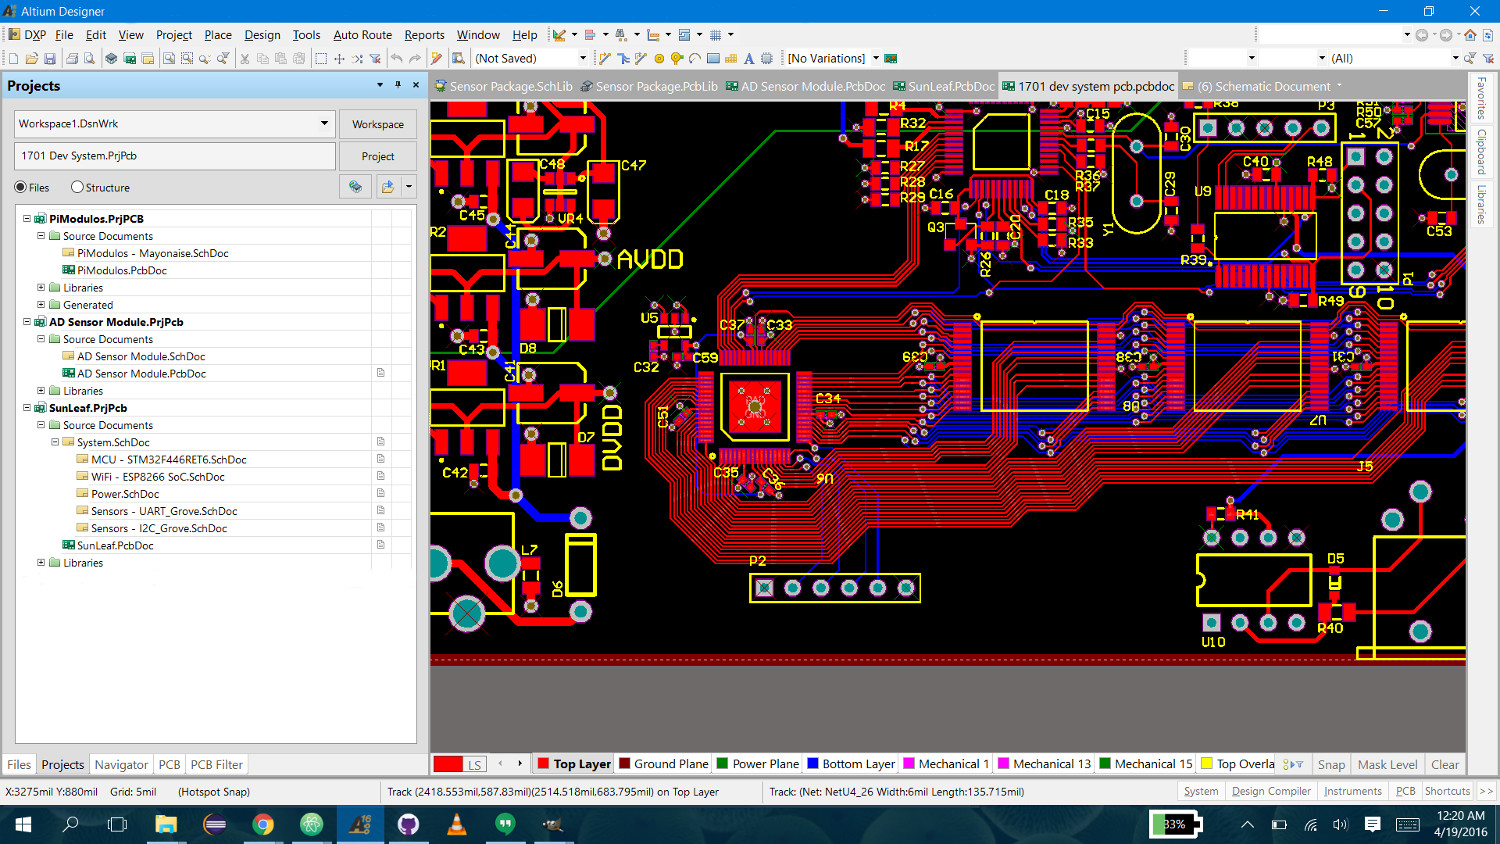 Altium Designer
DXP File Edit View Project Place Design Tools Auto Route Reports Window Help
(Not Saved) [No Variations] (All)
Projects
Sensor Package.SchLib Sensor Package.PcbLib AD Sensor Module.PcbDoc SunLeaf.PcbDoc 1701 dev system pcb.pcbdoc (6) Schematic Document
Workspace1.DsnWrk Workspace
1701 Dev System.PrjPcb Project
Files Structure
PiModulos.PrjPCB
Source Documents
PiModulos - Mayonaise.SchDoc
PiModulos.PcbDoc
Libraries
Generated
AD Sensor Module.PrjPcb
Source Documents
AD Sensor Module.SchDoc
AD Sensor Module.PcbDoc
Libraries
SunLeaf.PrjPcb
Source Documents
System.SchDoc
MCU - STM32F446RET6.SchDoc
WiFi - ESP8266 SoC.SchDoc
Power.SchDoc
Sensors - UART_Grove.SchDoc
Sensors - I2C_Grove.SchDoc
SunLeaf.PcbDoc
Libraries
Files Projects Navigator PCB PCB Filter
Favorites
Clipboard
Libraries
R4 C15 R38 P3 R50
R32 C30 C57 1 2
R17
C48 C47 R27 R36 C40 R48
R28 R37 C29 U9
C45 VR4 R29 C16 C18
R2 C44 Q3 C20 R35 Y1 C53
R33
AVDD R26 R39 P1
9 10
R49
U5 C37 C33
C43 D8 C32 C59 C39 C38 C31
R1 C41
C34 U8 U7
C51
D7 DVDD
C42 C35 C36 U6 J5
R41
L7 P2 D5
D6
R40
U10
LS Top Layer Ground Plane Power Plane Bottom Layer Mechanical 1 Mechanical 13 Mechanical 15 Top Overla Snap Mask Level Clear
X:3275mil Y:880mil Grid: 5mil (Hotspot Snap) Track (2418.553mil,587.83mil)(2514.518mil,683.795mil) on Top Layer Track: (Net: NetU4_26 Width:6mil Length:135.715mil) System Design Compiler Instruments PCB Shortcuts >>
33% 12:20 AM
4/19/2016